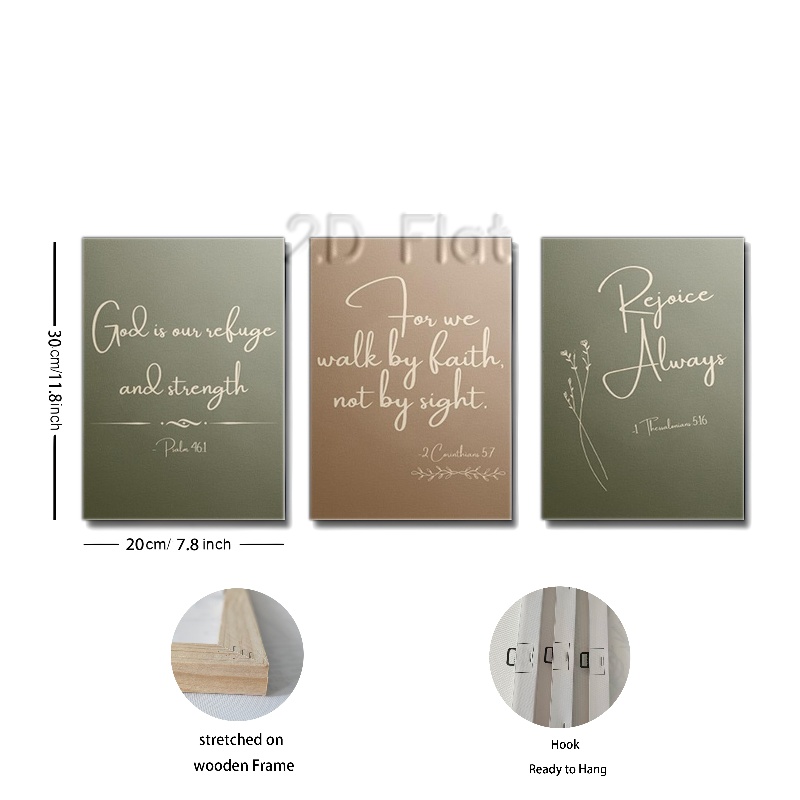 2D Flat
30cm/11.8inch
God is our refuge
and strength
-Psalm 46:1
For we
walk by faith,
not by sight.
-2 Corinthians 5:7
Rejoice
Always
-1 Thessalonians 5:16
20cm/ 7.8 inch
stretched on
wooden Frame
Hook
Ready to Hang